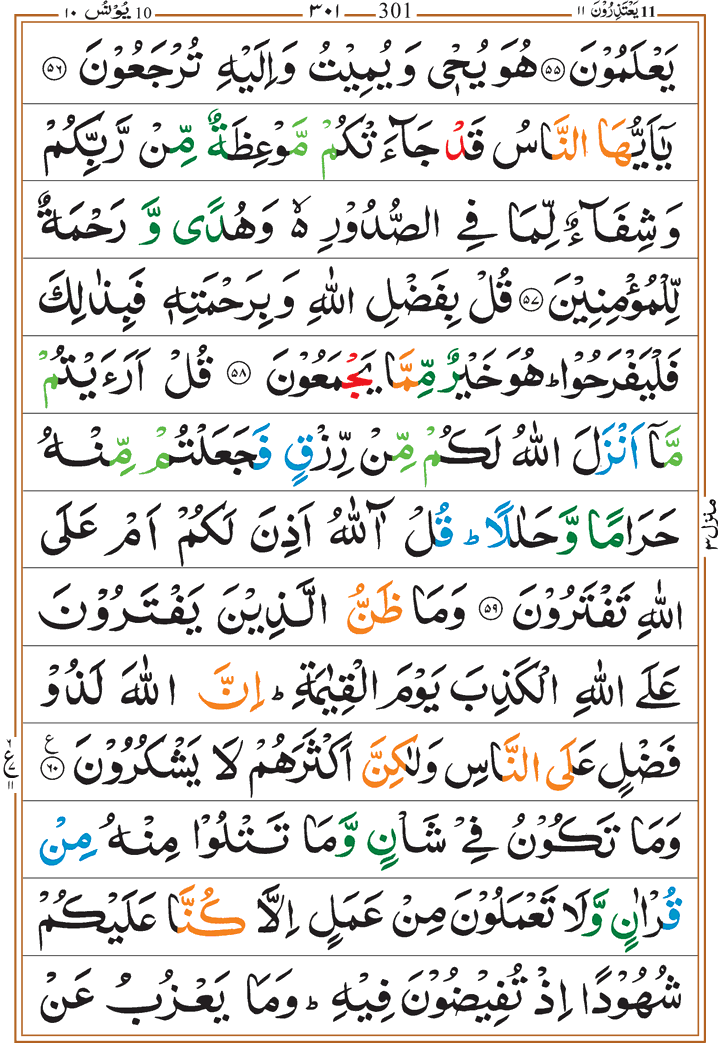 11 يَعْتَذِرُوْنَ ١١ 301 ٣٠١ 10 يُوْنُس ١٠
يَعْلَمُوْنَ ۝٥٥ هُوَ يُحْيٖ وَيُمِيْتُ وَاِلَيْهِ تُرْجَعُوْنَ ۝٥٦
يٰۤاَيُّهَا النَّاسُ قَدْ جَآءَتْكُمْ مَّوْعِظَةٌ مِّنْ رَّبِّكُمْ
وَشِفَآءٌ لِّمَا فِي الصُّدُوْرِ ۙ۬ وَهُدًى وَّ رَحْمَةٌ
لِّلْمُؤْمِنِيْنَ ۝٥٧ قُلْ بِفَضْلِ اللّٰهِ وَبِرَحْمَتِهٖ فَبِذٰلِكَ
فَلْيَفْرَحُوْا ؕ هُوَ خَيْرٌ مِّمَّا يَجْمَعُوْنَ ۝٥٨ قُلْ اَرَءَيْتُمْ
مَّاۤ اَنْزَلَ اللّٰهُ لَكُمْ مِّنْ رِّزْقٍ فَجَعَلْتُمْ مِّنْهُ
حَرَامًا وَّحَلٰلًا ؕ قُلْ آٰللّٰهُ اَذِنَ لَكُمْ اَمْ عَلَى
اللّٰهِ تَفْتَرُوْنَ ۝٥٩ وَمَا ظَنُّ الَّذِيْنَ يَفْتَرُوْنَ
عَلَى اللّٰهِ الْكَذِبَ يَوْمَ الْقِيٰمَةِ ؕ اِنَّ اللّٰهَ لَذُوْ
فَضْلٍ عَلَى النَّاسِ وَلٰكِنَّ اَكْثَرَهُمْ لَا يَشْكُرُوْنَ ۝٦٠ ع
وَمَا تَكُوْنُ فِيْ شَاْنٍ وَّمَا تَتْلُوْا مِنْهُ مِنْ
قُرْاٰنٍ وَّلَا تَعْمَلُوْنَ مِنْ عَمَلٍ اِلَّا كُنَّا عَلَيْكُمْ
شُهُوْدًا اِذْ تُفِيْضُوْنَ فِيْهِ ؕ وَمَا يَعْزُبُ عَنْ
منزل ٣
ع ١١